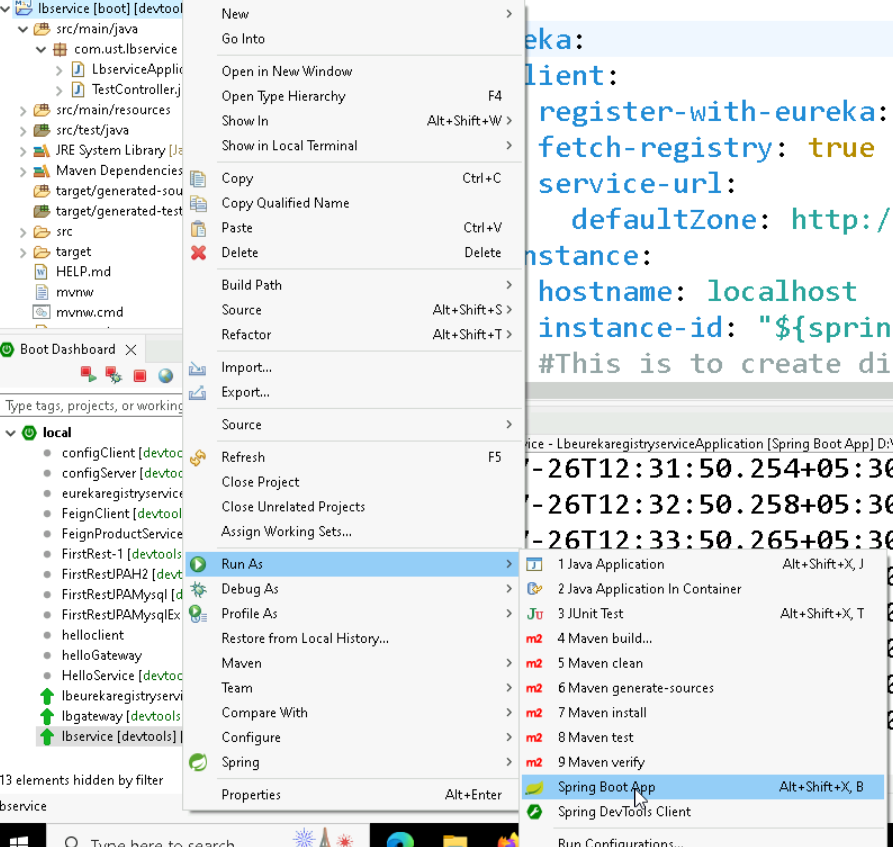 lbservice [boot] [devtool
src/main/java
com.ust.lbservice
LbserviceApplic
TestController.j
src/main/resources
src/test/java
JRE System Library [Ja
Maven Dependencies
target/generated-sou
target/generated-test
src
target
HELP.md
mvnw
mvnw.cmd
Boot Dashboard
Type tags, projects, or working
local
configClient [devtoo
configServer [devtoo
eurekaregistryservice
FeignClient [devtool
FeignProductService
FirstRest-1 [devtools
FirstRestJPAH2 [devt
FirstRestJPAMysql [d
FirstRestJPAMysqlEx
helloclient
helloGateway
HelloService [devtoo
lbeurekaregistryservi
lbgateway [devtools
lbservice [devtools] [
13 elements hidden by filter
bservice
Type here to search
New
Go Into
Open in New Window
Open Type Hierarchy F4
Show In Alt+Shift+W
Show in Local Terminal
Copy Ctrl+C
Copy Qualified Name
Paste Ctrl+V
Delete Delete
Build Path
Source Alt+Shift+S
Refactor Alt+Shift+T
Import...
Export...
Source
Refresh F5
Close Project
Close Unrelated Projects
Assign Working Sets...
Run As
Debug As
Profile As
Restore from Local History...
Maven
Team
Compare With
Configure
Spring
Properties Alt+Enter
eka:
lient:
register-with-eureka:
fetch-registry: true
service-url:
defaultZone: http:/
nstance:
hostname: localhost
instance-id: "${sprin
#This is to create di
ice - LbeurekaregistryserviceApplication [Spring Boot App] D:\
-26T12:31:50.254+05:30
-26T12:32:50.258+05:30
-26T12:33:50.265+05:30
1 Java Application Alt+Shift+X, J
2 Java Application In Container
3 JUnit Test Alt+Shift+X, T
4 Maven build...
5 Maven clean
6 Maven generate-sources
7 Maven install
8 Maven test
9 Maven verify
Spring Boot App Alt+Shift+X, B
Spring DevTools Client
Run Configurations...